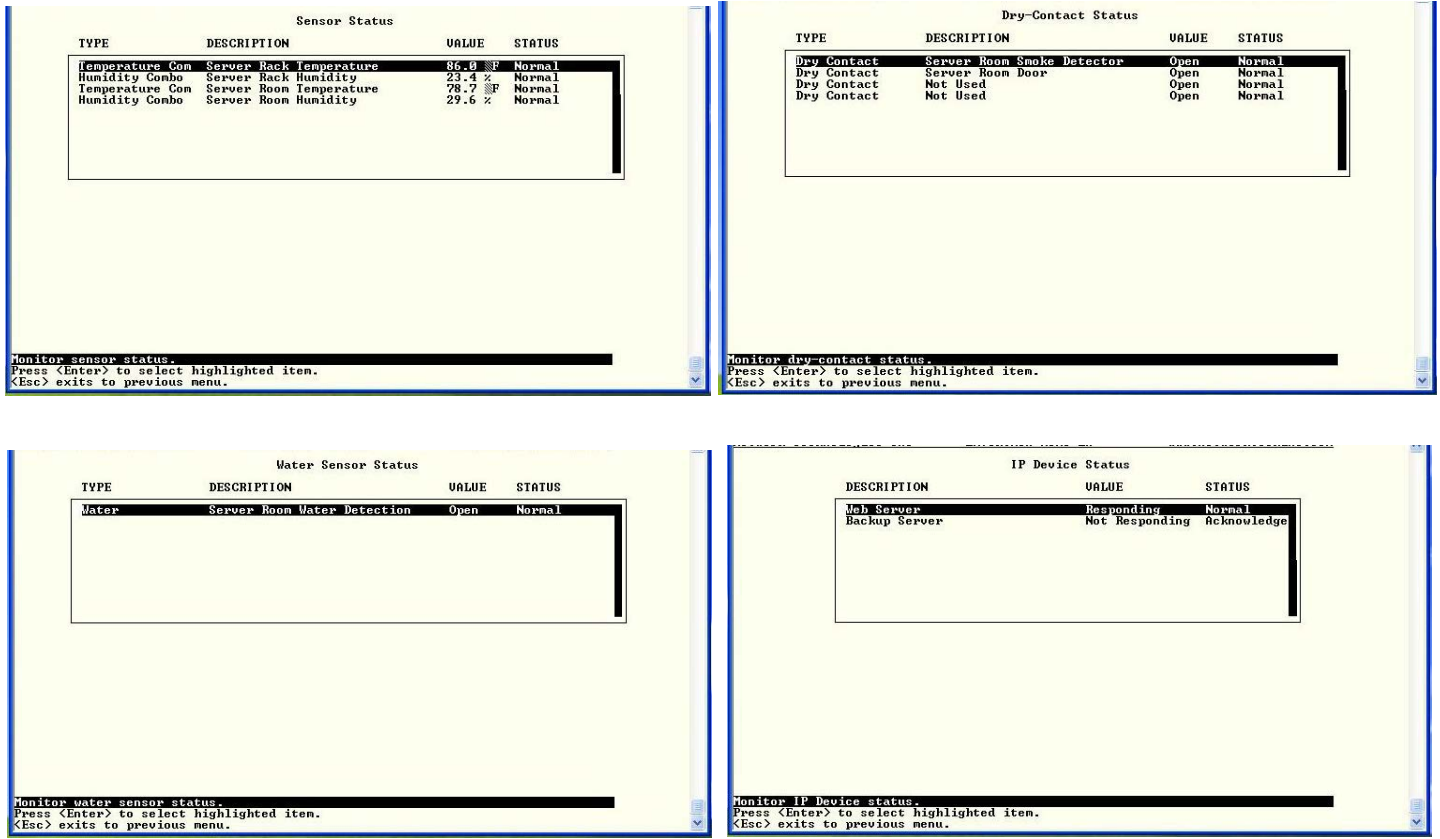 Sensor Status
TYPE DESCRIPTION VALUE STATUS
Temperature Com Server Rack Temperature 86.0 F Normal
Humidity Combo Server Rack Humidity 23.4 % Normal
Temperature Com Server Room Temperature 78.7 F Normal
Humidity Combo Server Room Humidity 29.6 % Normal
Monitor sensor status.
Press <Enter> to select highlighted item.
<Esc> exits to previous menu.
Dry-Contact Status
TYPE DESCRIPTION VALUE STATUS
Dry Contact Server Room Smoke Detector Open Normal
Dry Contact Server Room Door Open Normal
Dry Contact Not Used Open Normal
Dry Contact Not Used Open Normal
Monitor dry-contact status.
Press <Enter> to select highlighted item.
<Esc> exits to previous menu.
Water Sensor Status
TYPE DESCRIPTION VALUE STATUS
Water Server Room Water Detection Open Normal
Monitor water sensor status.
Press <Enter> to select highlighted item.
<Esc> exits to previous menu.
IP Device Status
DESCRIPTION VALUE STATUS
Web Server Responding Normal
Backup Server Not Responding Acknowledge
Monitor IP Device status.
Press <Enter> to select highlighted item.
<Esc> exits to previous menu.